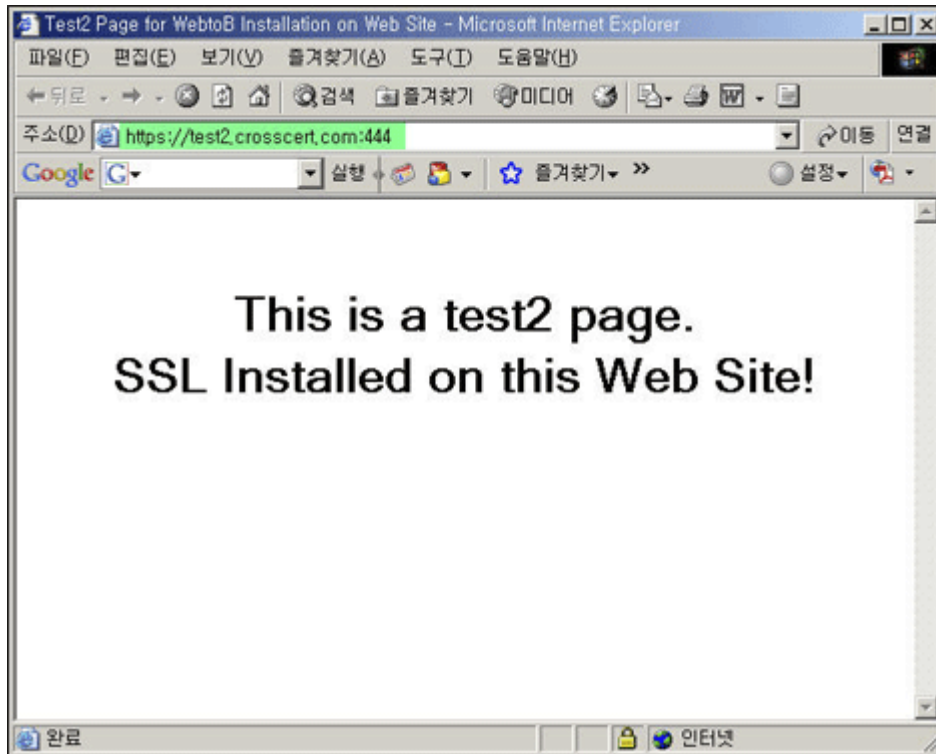 Test2 Page for WebtoB Installation on Web Site - Microsoft Internet Explorer
파일(F) 편집(E) 보기(V) 즐겨찾기(A) 도구(T) 도움말(H)
뒤로 검색 즐겨찾기 미디어
주소(D) https://test2.crosscert.com:444 이동 연결
Google G 실행 즐겨찾기 » 설정
This is a test2 page.
SSL Installed on this Web Site!
완료 인터넷